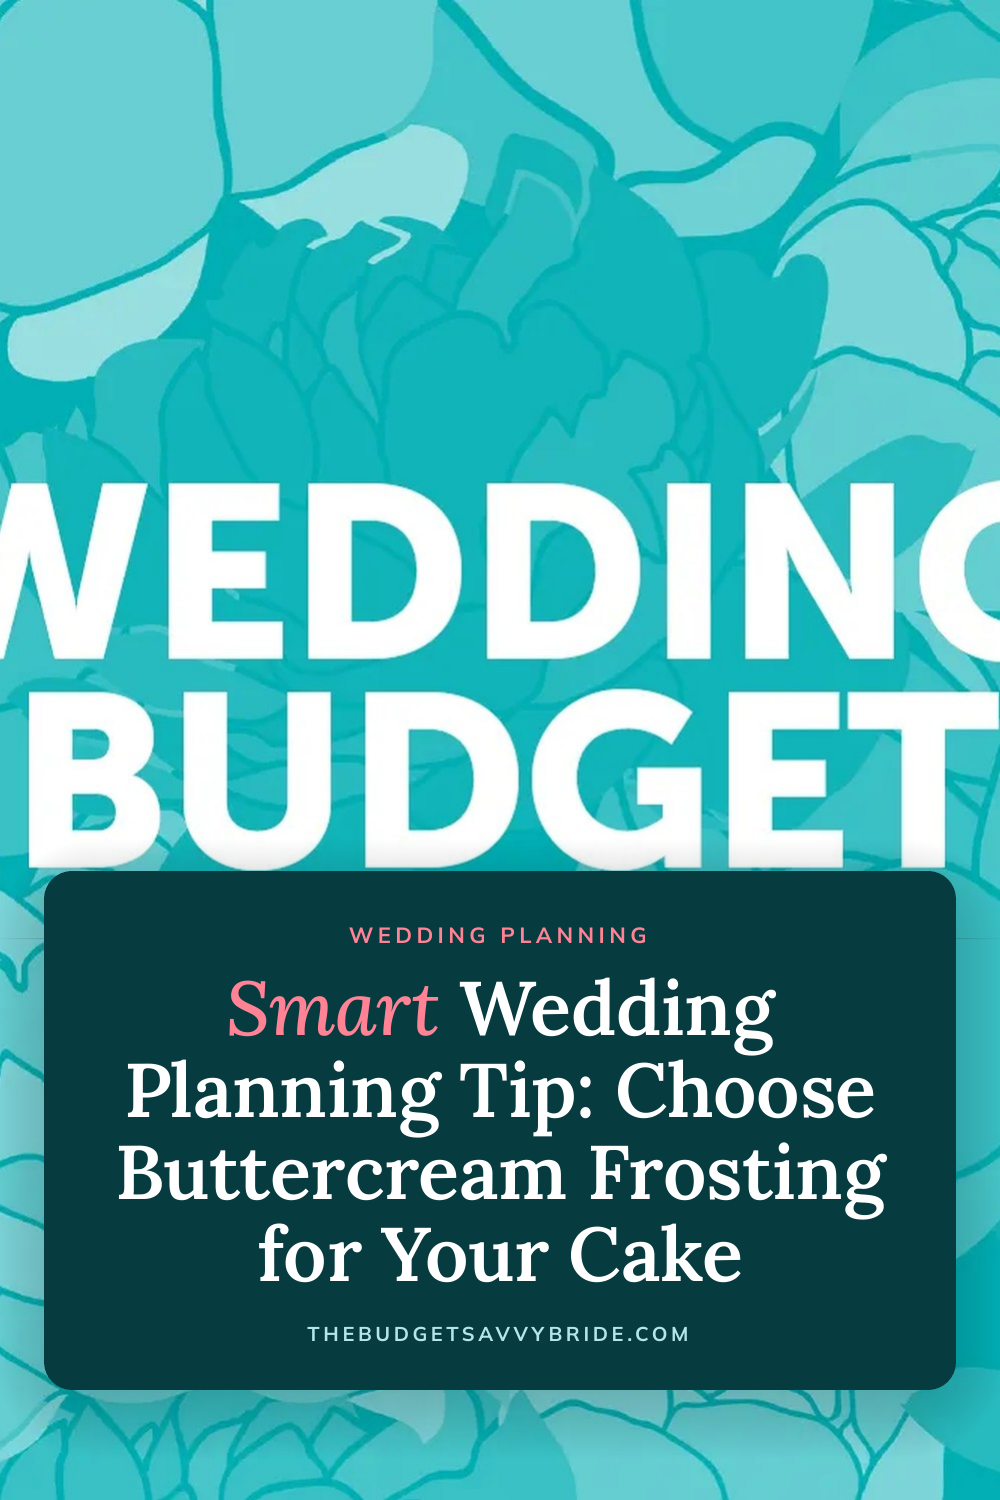 WEDDING
BUDGET
WEDDING PLANNING
Smart Wedding
Planning Tip: Choose
Buttercream Frosting
for Your Cake
THEBUDGETSAVVYBRIDE.COM